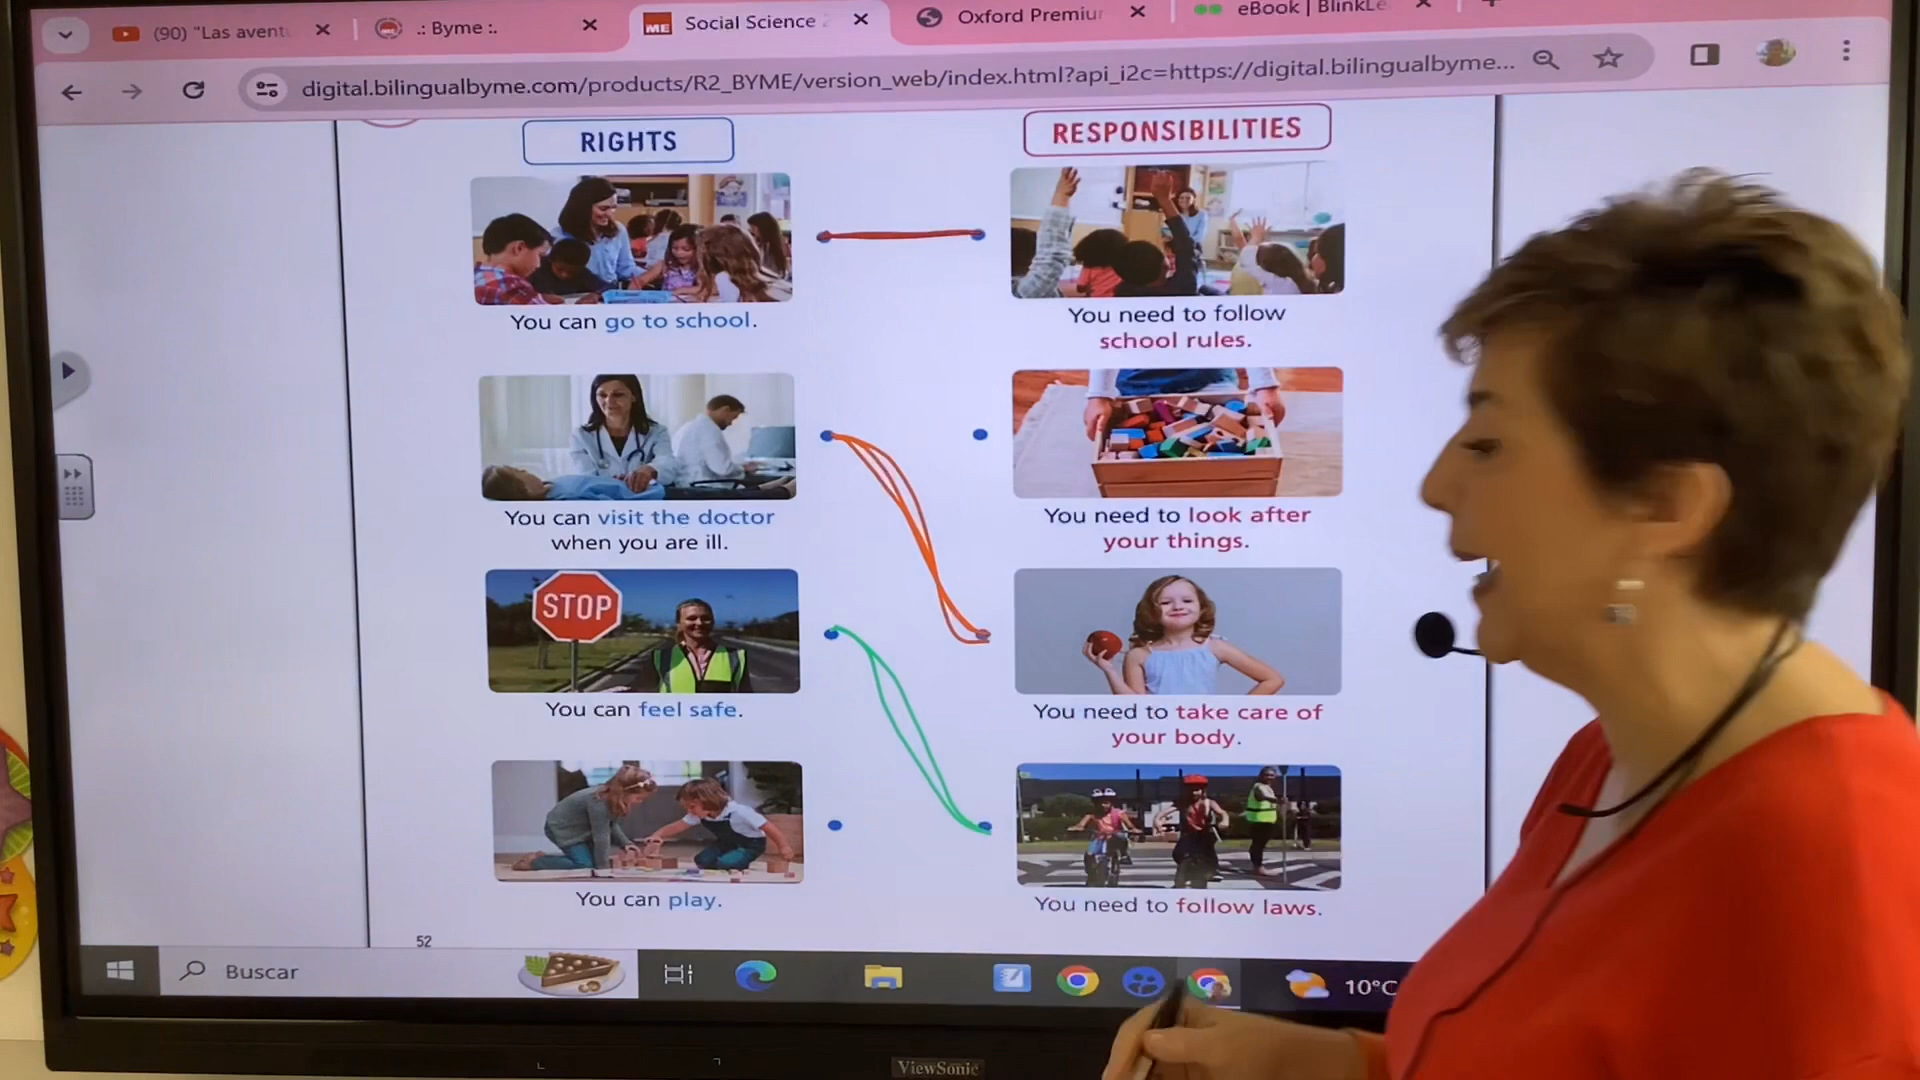 (90) "Las avent
.: Byme :.
ME
Social Science 2
Oxford Premiur
eBook | BlinkLe
digital.bilingualbyme.com/products/R2_BYME/version_web/index.html?api_i2c=https://digital.bilingualbyme...
RIGHTS
RESPONSIBILITIES
You can go to school.
You need to follow
school rules.
You can visit the doctor
when you are ill.
You need to look after
your things.
STOP
You can feel safe.
You need to take care of
your body.
You can play.
You need to follow laws.
52
Buscar
10°C
ViewSonic